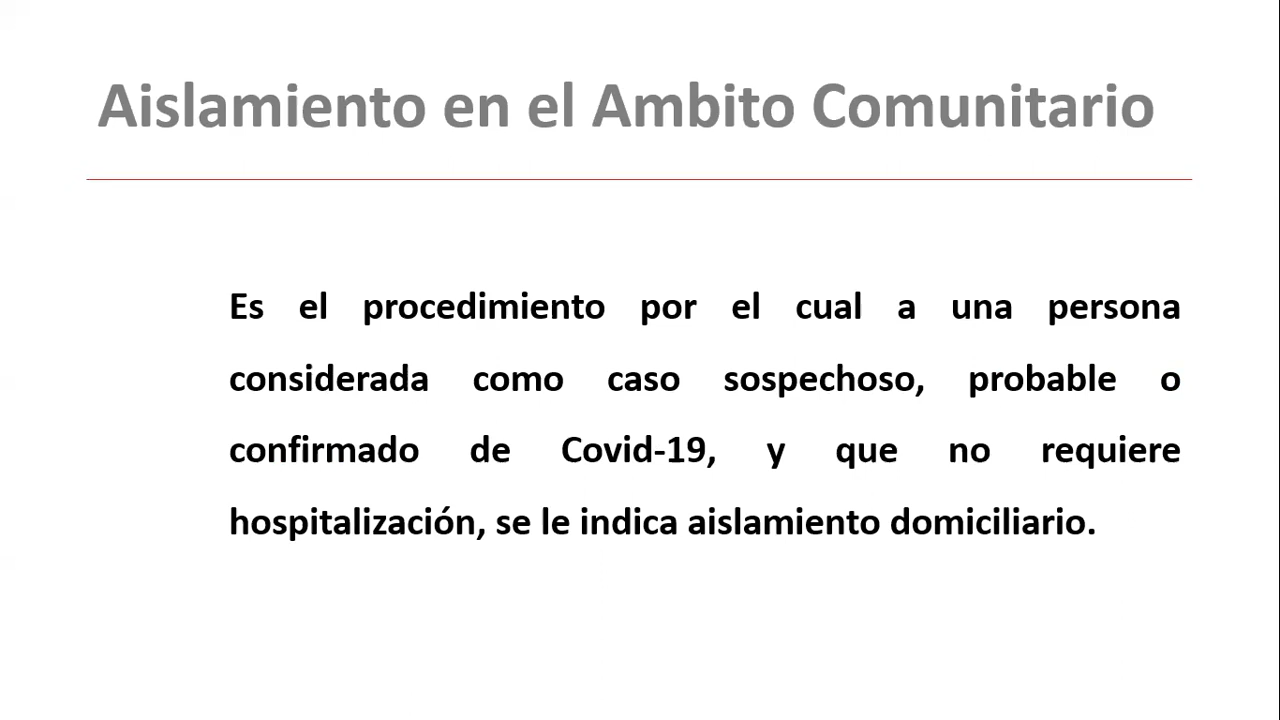 Aislamiento en el Ambito Comunitario
Es el procedimiento por el cual a una persona
considerada como caso sospechoso, probable o
confirmado de Covid-19, y que no requiere
hospitalización, se le indica aislamiento domiciliario.